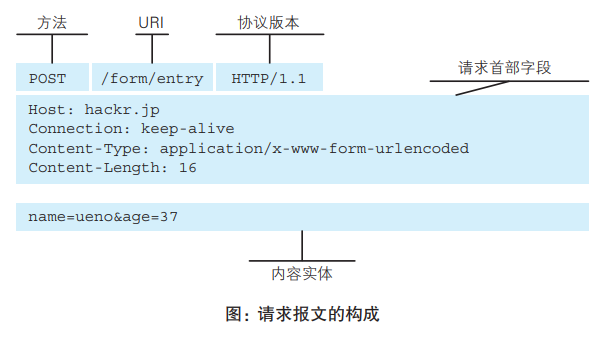 方法 URI 协议版本
POST /form/entry HTTP/1.1
请求首部字段
Host: hackr.jp
Connection: keep-alive
Content-Type: application/x-www-form-urlencoded
Content-Length: 16
name=ueno&age=37
内容实体
图：请求报文的构成